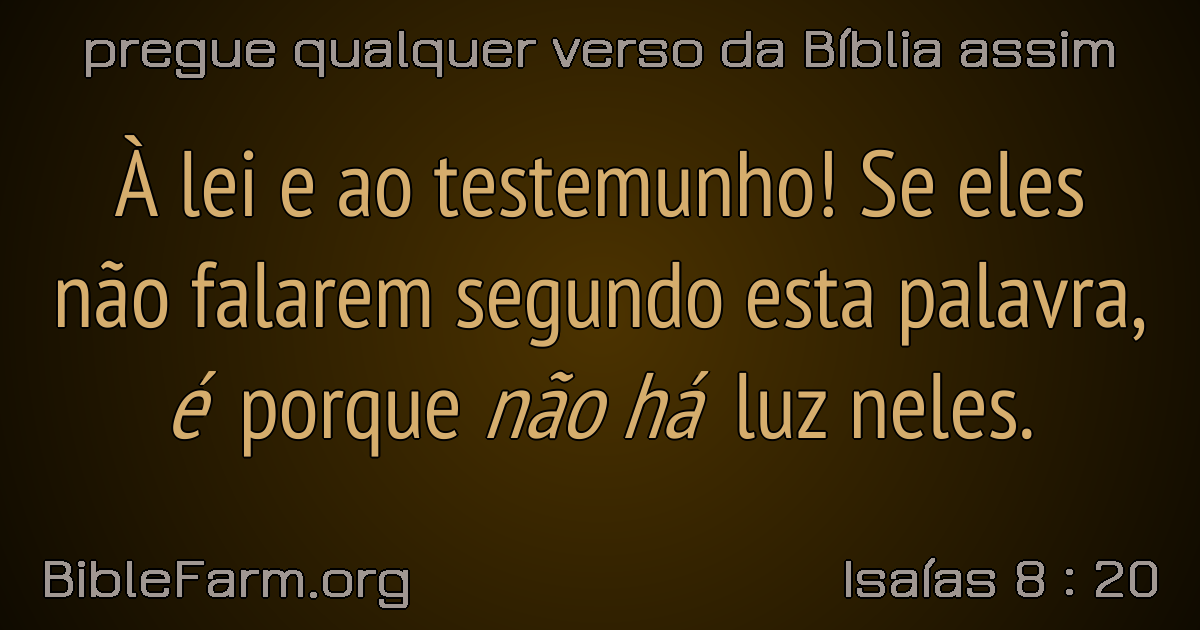 pregue qualquer verso da Bíblia assim
À lei e ao testemunho! Se eles
não falarem segundo esta palavra,
é porque não há luz neles.
BibleFarm.org
Isaías 8 : 20